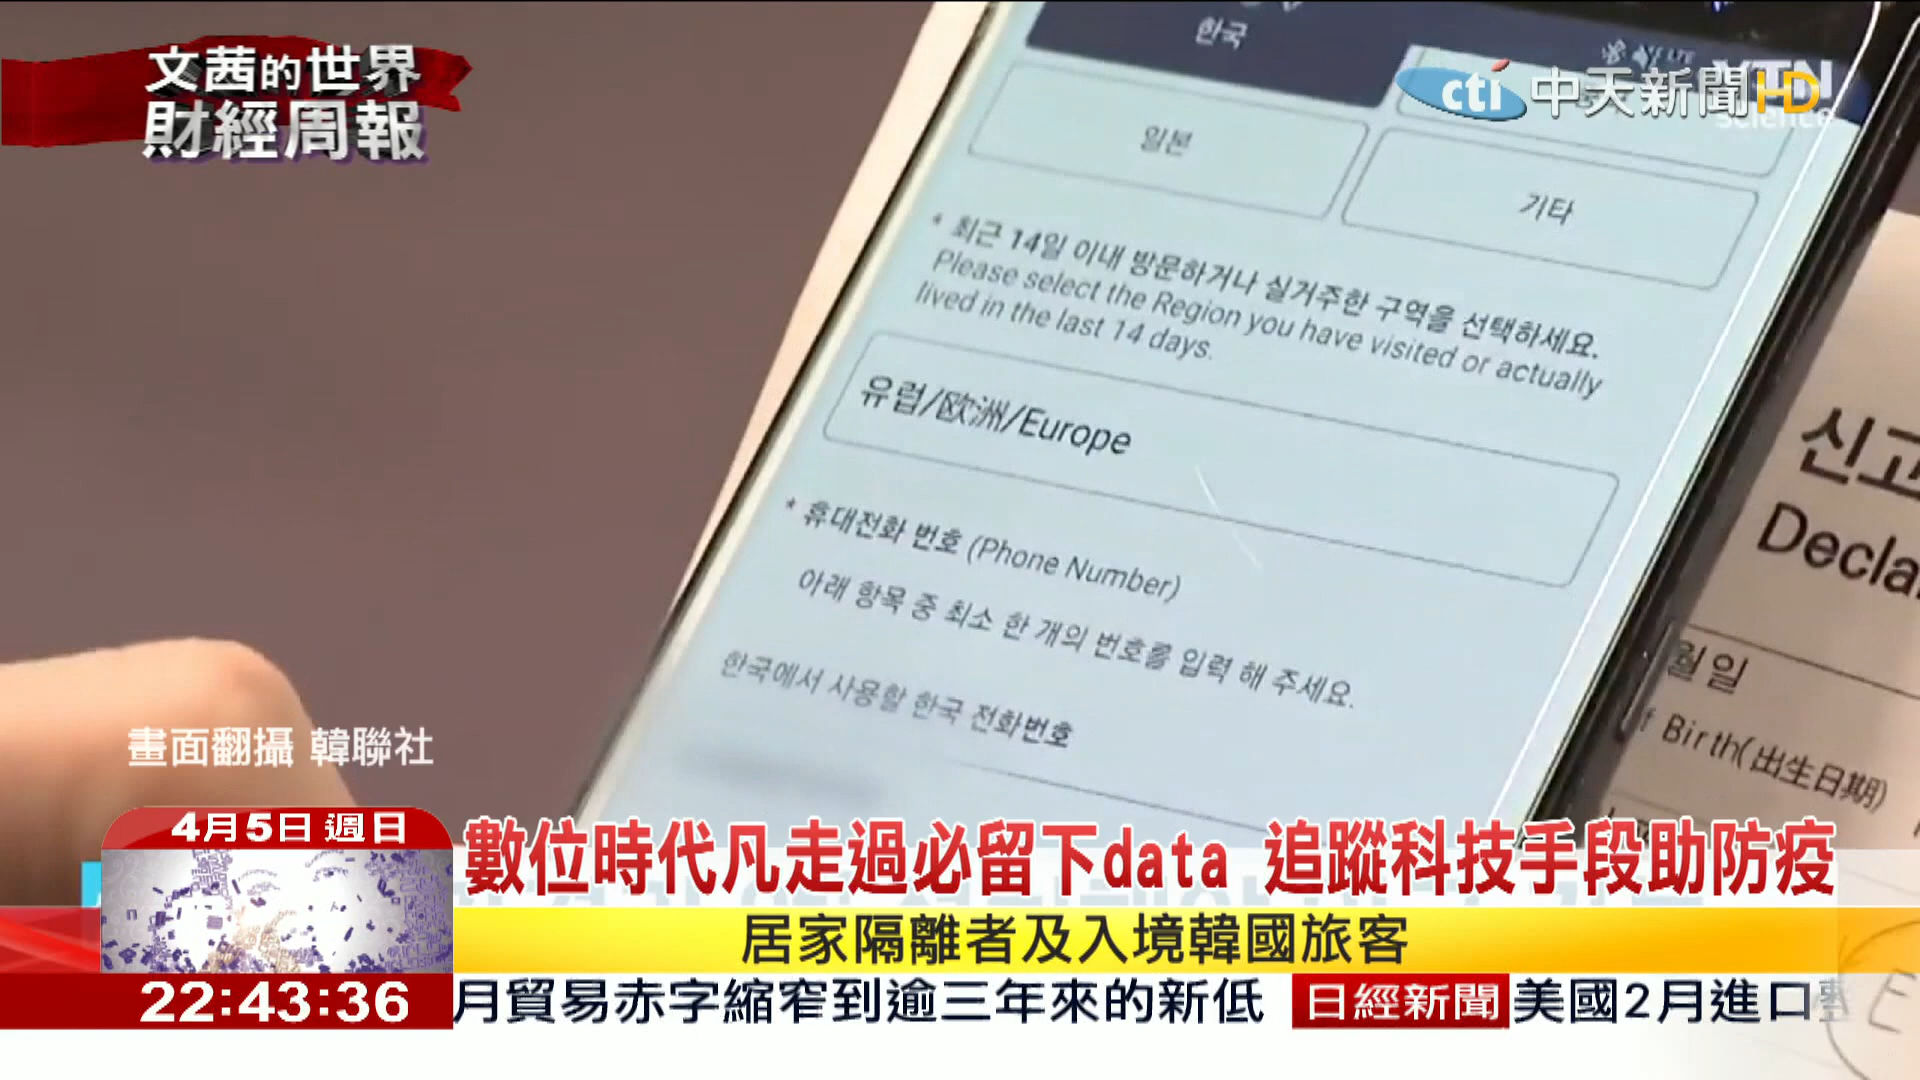 文茜的世界
財經周報
cti 中天新聞HD
YTN
science
LTE
한국
일본
기타
* 최근 14일 이내 방문하거나 실거주한 구역을 선택하세요.
Please select the Region you have visited or actually
lived in the last 14 days.
유럽/欧洲/Europe
* 휴대전화 번호 (Phone Number)
아래 항목 중 최소 한 개의 번호를 입력 해 주세요.
한국에서 사용할 한국 전화번호
신고
Decla
월일
f Birth(出生日期)
畫面翻攝 韓聯社
4月5日 週日
數位時代凡走過必留下data 追蹤科技手段助防疫
居家隔離者及入境韓國旅客
22:43:36
月貿易赤字縮窄到逾三年來的新低 日經新聞 美國2月進口